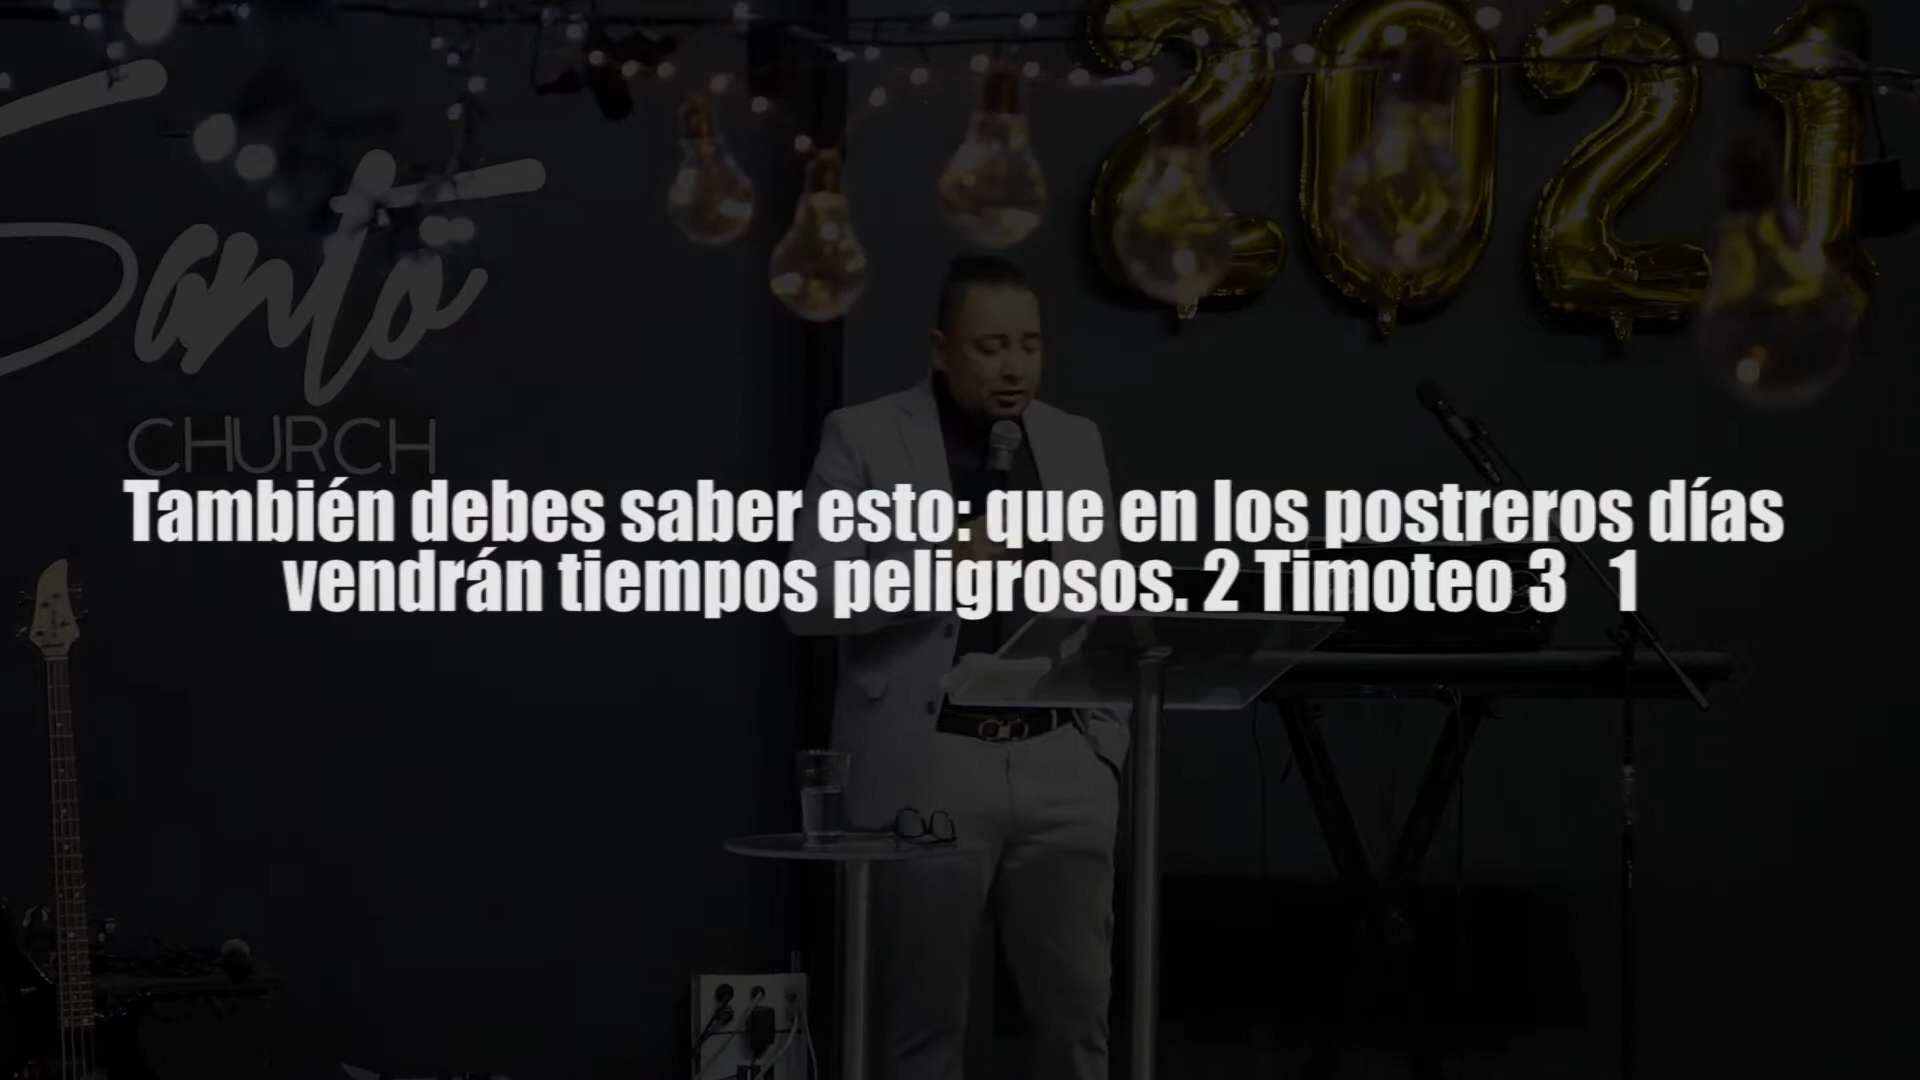 2021
Santo
CHURCH
También debes saber esto: que en los postreros días
vendrán tiempos peligrosos. 2 Timoteo 3 1